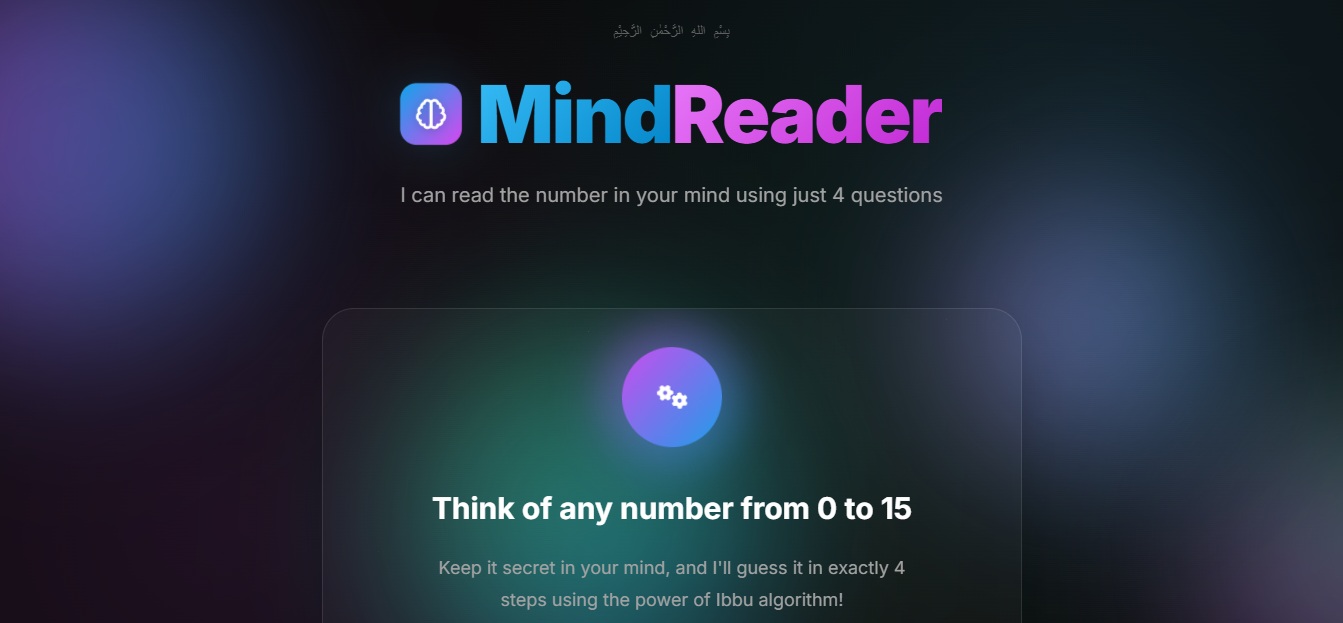 بِسْمِ اللهِ الرَّحْمٰنِ الرَّحِيْمِ
MindReader
I can read the number in your mind using just 4 questions
Think of any number from 0 to 15
Keep it secret in your mind, and I'll guess it in exactly 4
steps using the power of Ibbu algorithm!